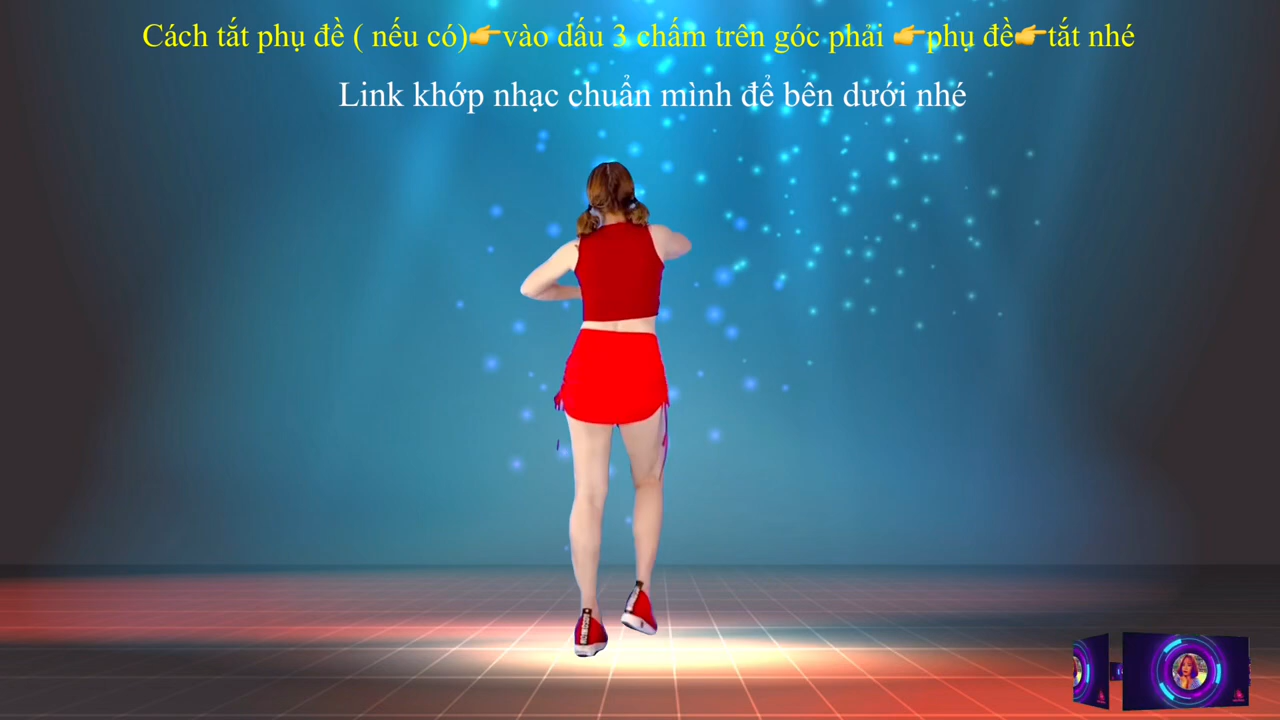 Cách tắt phụ đề ( nếu có)👉vào dấu 3 chấm trên góc phải 👉phụ đề👉tắt nhé
Link khớp nhạc chuẩn mình để bên dưới nhé